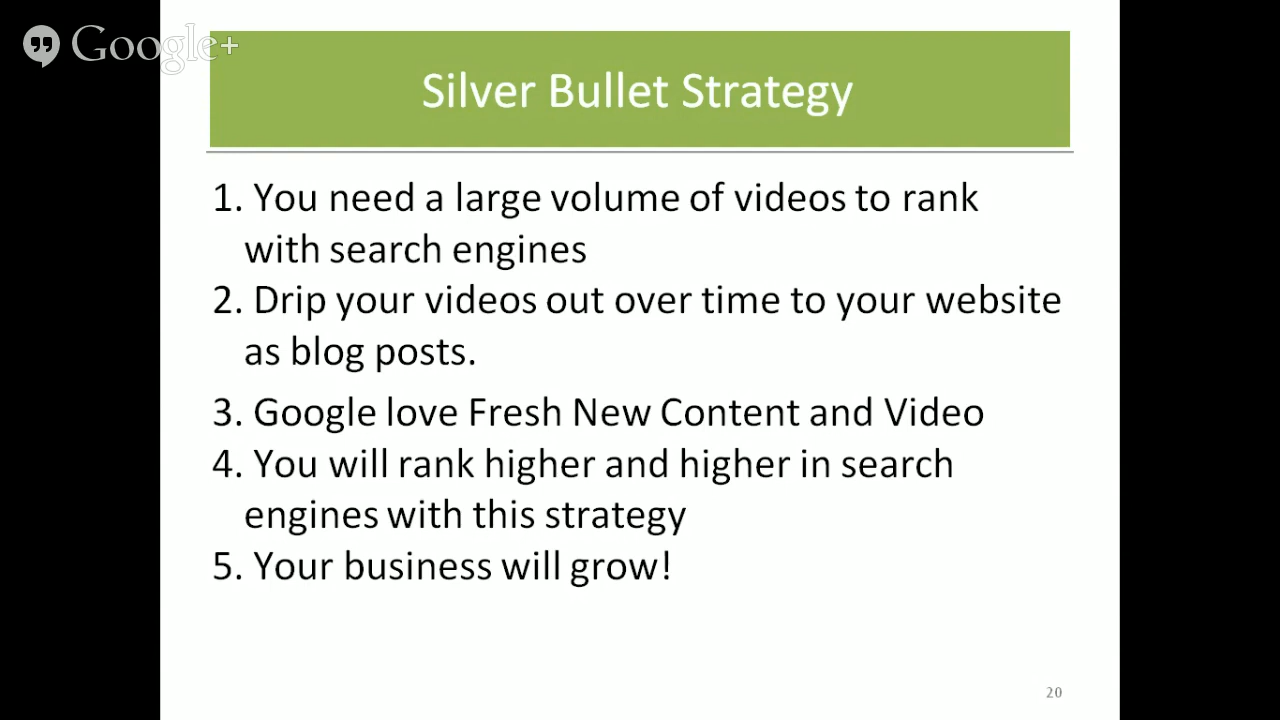 Google+
Silver Bullet Strategy
1. You need a large volume of videos to rank
with search engines
2. Drip your videos out over time to your website
as blog posts.
3. Google love Fresh New Content and Video
4. You will rank higher and higher in search
engines with this strategy
5. Your business will grow!
20